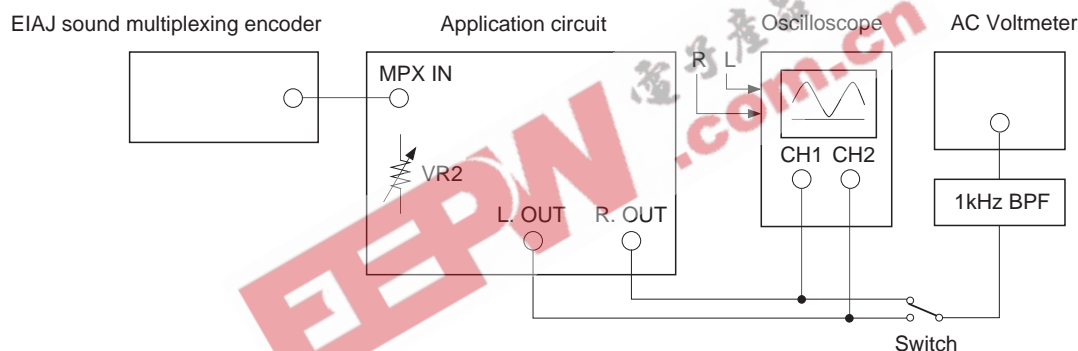 EIAJ sound multiplexing encoder
Application circuit
Oscilloscope
AC Voltmeter
MPX IN
VR2
L. OUT
R. OUT
R
L
CH1
CH2
1kHz BPF
Switch
EEPW
.com.cn